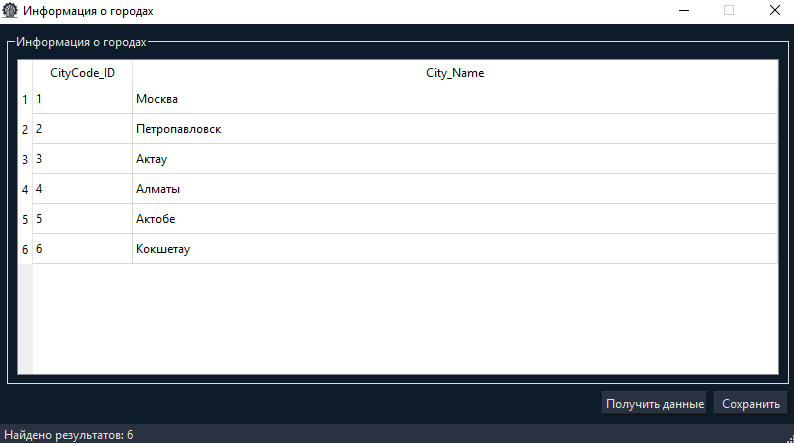 Информация о городах
Информация о городах
CityCode_ID City_Name
1 1 Москва
2 2 Петропавловск
3 3 Актау
4 4 Алматы
5 5 Актобе
6 6 Кокшетау
Получить данные Сохранить
Найдено результатов: 6